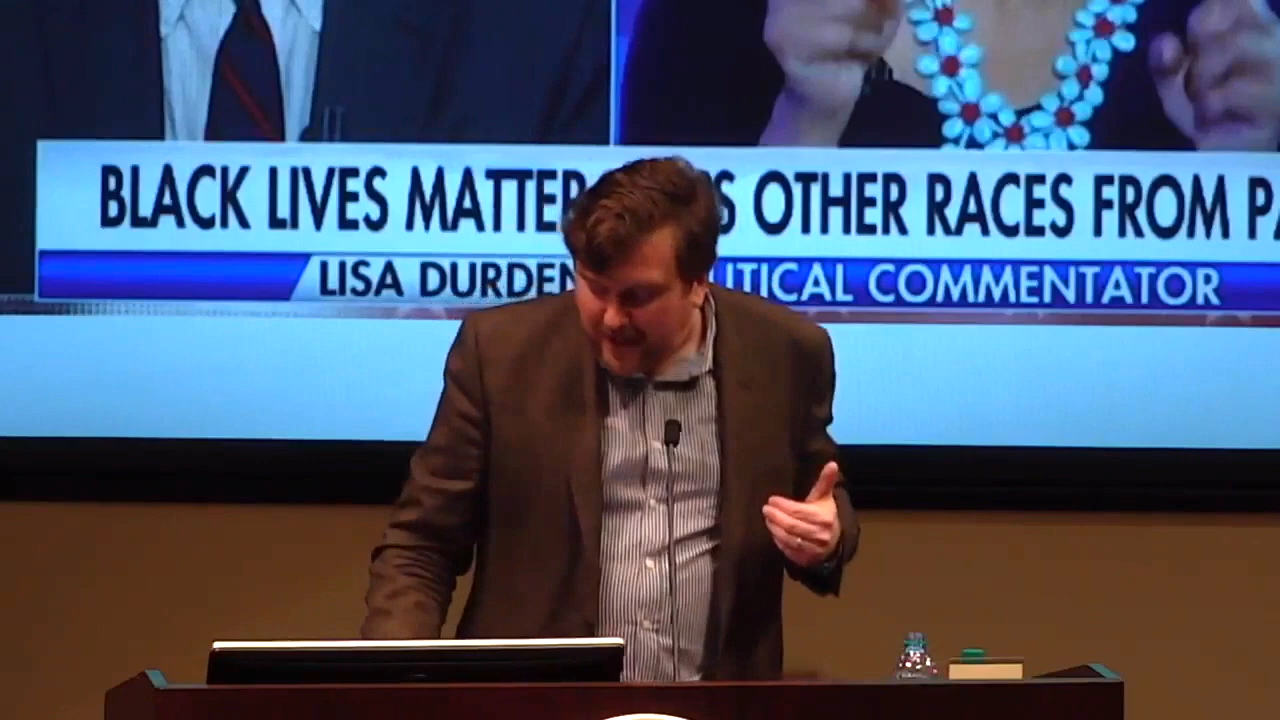 BLACK LIVES MATTER OTHER RACES FROM
LISA DURDEN COMMENTATOR